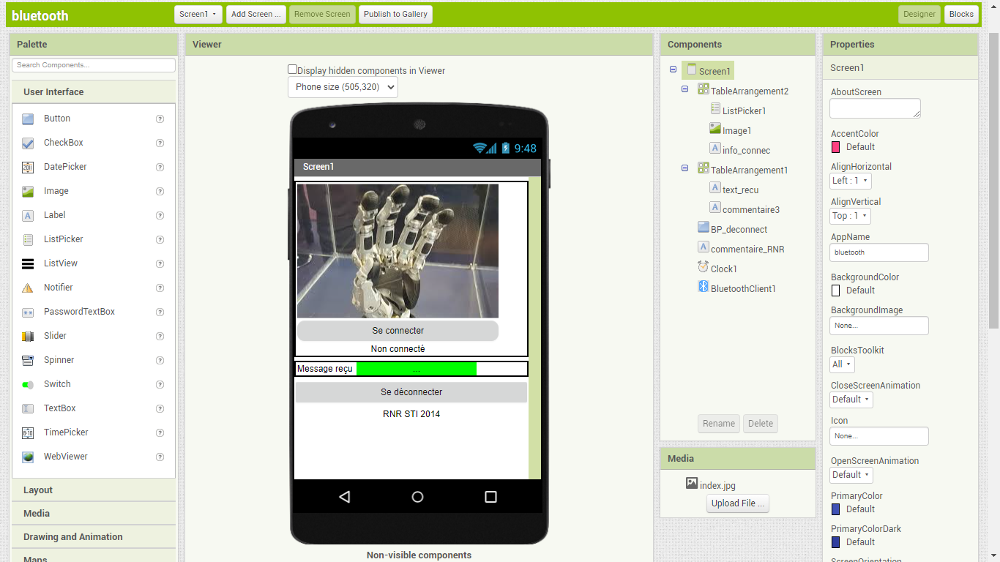 bluetooth
Screen1
Add Screen ...
Remove Screen
Publish to Gallery
Designer
Blocks
Palette
Search Components...
User Interface
Button
CheckBox
DatePicker
Image
Label
ListPicker
ListView
Notifier
PasswordTextBox
Slider
Spinner
Switch
TextBox
TimePicker
WebViewer
Layout
Media
Drawing and Animation
Maps
Viewer
Display hidden components in Viewer
Phone size (505,320)
9:48
Screen1
Se connecter
Non connecté
Message reçu ...
Se déconnecter
RNR STI 2014
Non-visible components
Components
Screen1
TableArrangement2
ListPicker1
Image1
info_connec
TableArrangement1
text_recu
commentaire3
BP_deconnect
commentaire_RNR
Clock1
BluetoothClient1
Rename
Delete
Media
index.jpg
Upload File ...
Properties
Screen1
AboutScreen
AccentColor
Default
AlignHorizontal
Left : 1
AlignVertical
Top : 1
AppName
bluetooth
BackgroundColor
Default
BackgroundImage
None...
BlocksToolkit
All
CloseScreenAnimation
Default
Icon
None...
OpenScreenAnimation
Default
PrimaryColor
Default
PrimaryColorDark
Default
ScreenOrientation